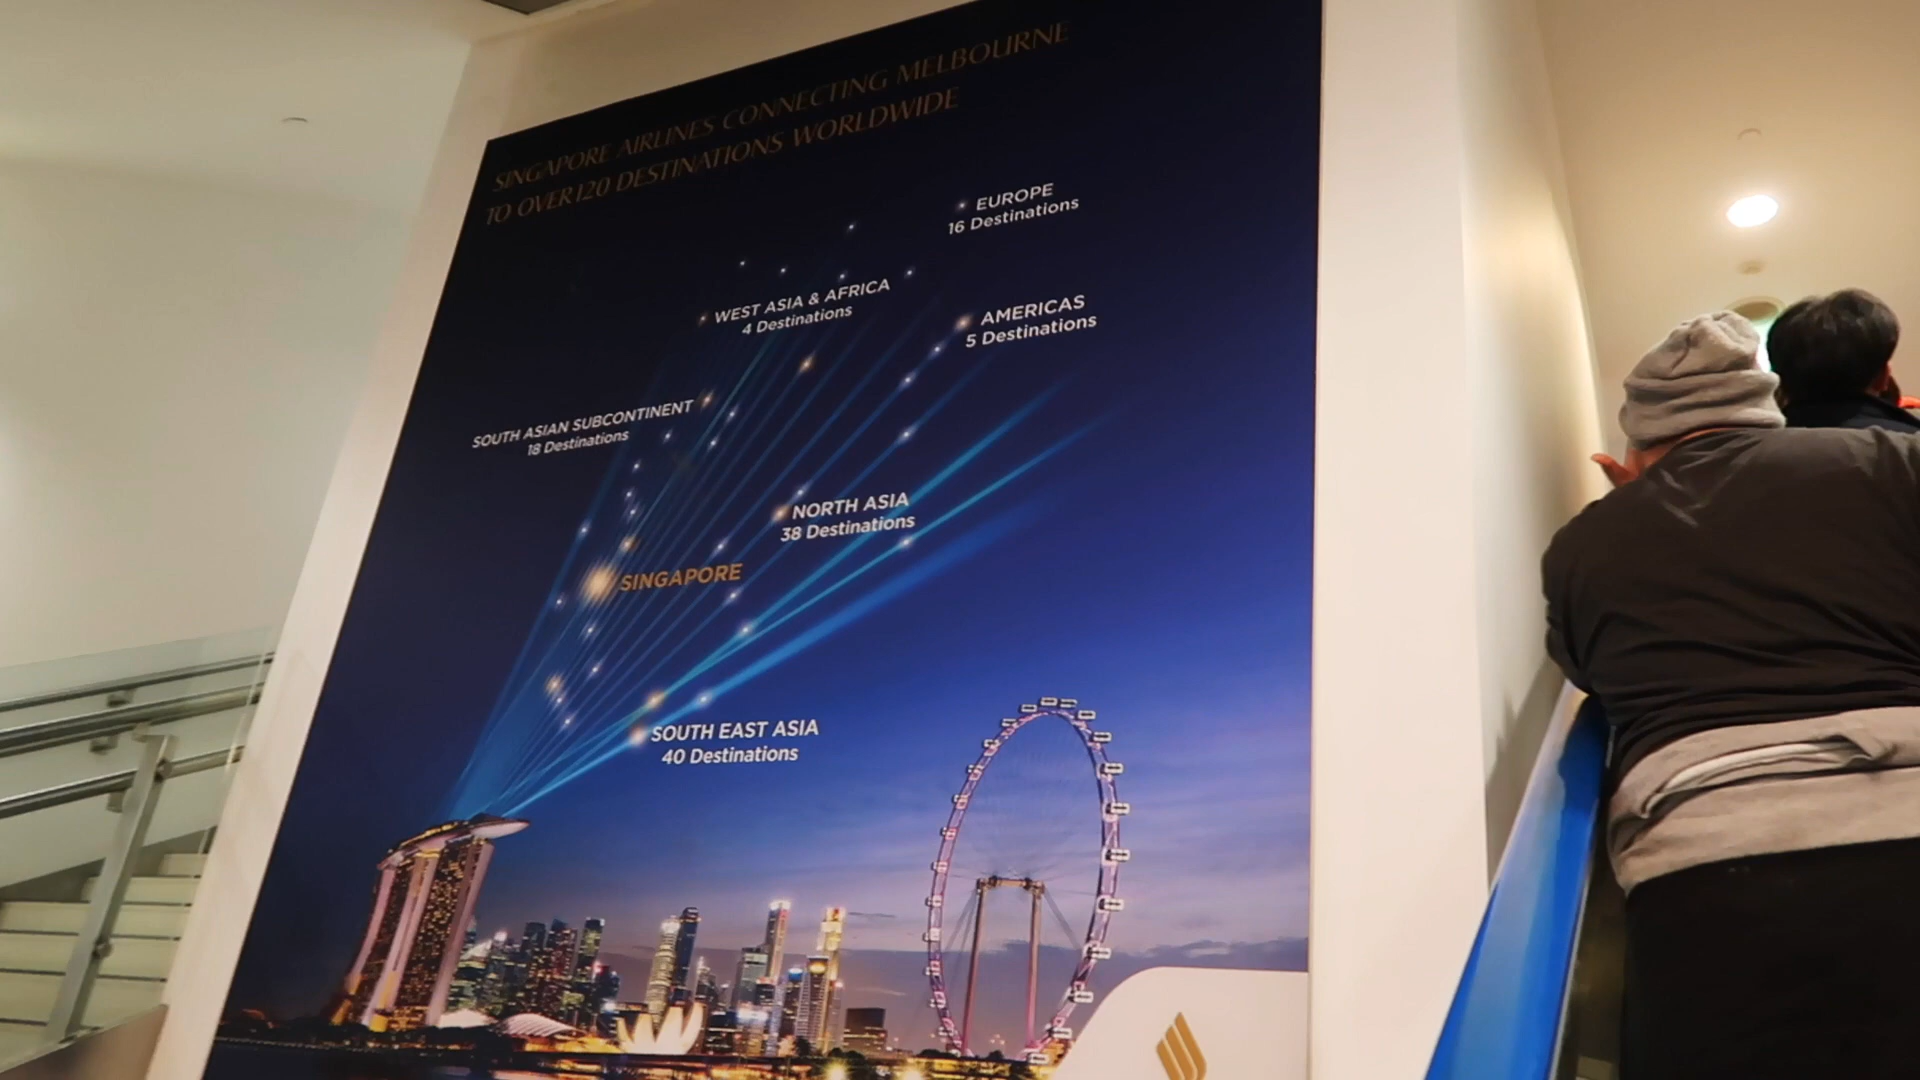 SINGAPORE AIRLINES CONNECTING MELBOURNE
TO OVER 120 DESTINATIONS WORLDWIDE
EUROPE
16 Destinations
WEST ASIA & AFRICA
4 Destinations
AMERICAS
5 Destinations
SOUTH ASIAN SUBCONTINENT
18 Destinations
NORTH ASIA
38 Destinations
SINGAPORE
SOUTH EAST ASIA
40 Destinations